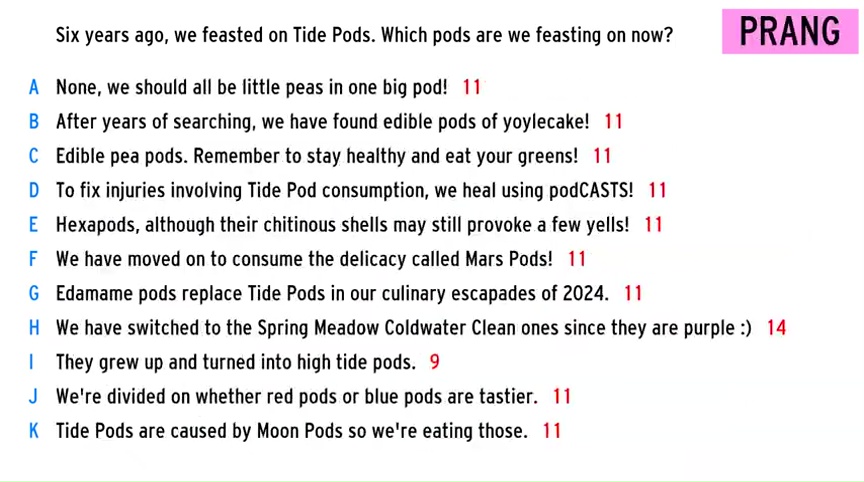 Six years ago, we feasted on Tide Pods. Which pods are we feasting on now?
PRANG
A None, we should all be little peas in one big pod! 11
B After years of searching, we have found edible pods of yoylecake! 11
C Edible pea pods. Remember to stay healthy and eat your greens! 11
D To fix injuries involving Tide Pod consumption, we heal using podCASTS! 11
E Hexapods, although their chitinous shells may still provoke a few yells! 11
F We have moved on to consume the delicacy called Mars Pods! 11
G Edamame pods replace Tide Pods in our culinary escapades of 2024. 11
H We have switched to the Spring Meadow Coldwater Clean ones since they are purple :) 14
I They grew up and turned into high tide pods. 9
J We're divided on whether red pods or blue pods are tastier. 11
K Tide Pods are caused by Moon Pods so we're eating those. 11